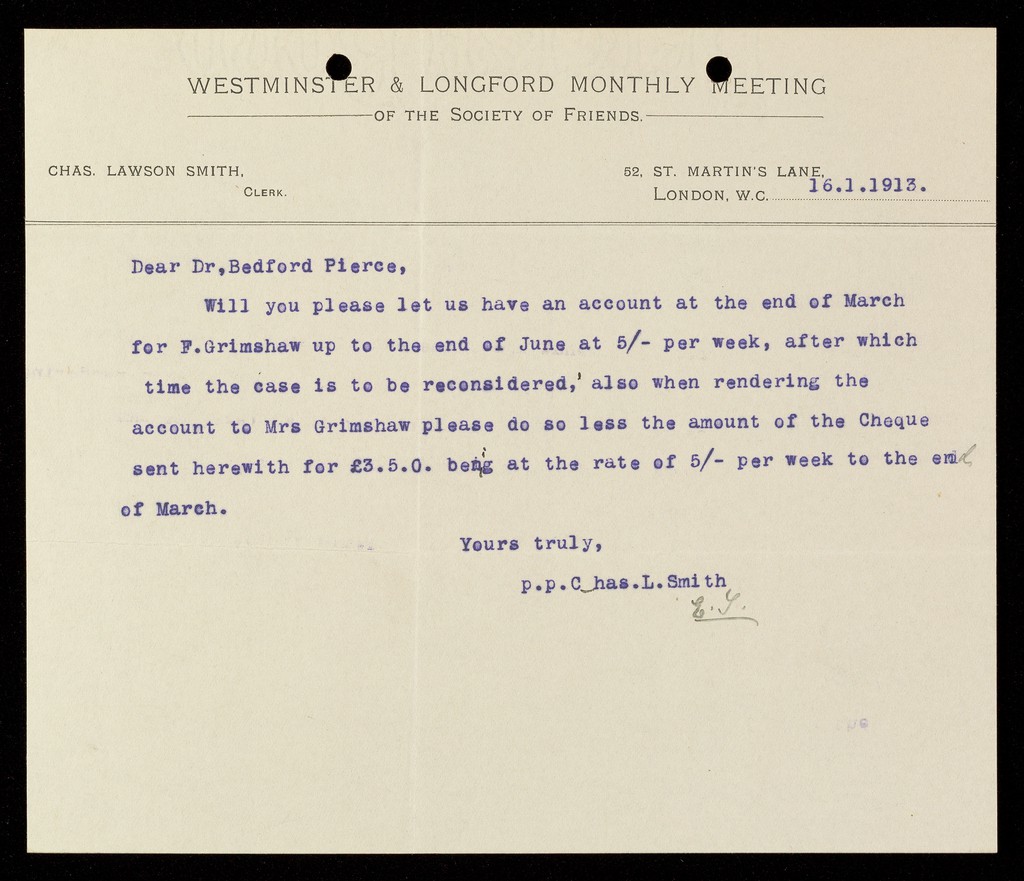 WESTMINSTER & LONGFORD MONTHLY MEETING
OF THE SOCIETY OF FRIENDS.
CHAS. LAWSON SMITH,
CLERK.
52, ST. MARTIN'S LANE,
LONDON, W.C. 16.1.1913.
Dear Dr,Bedford Pierce,
Will you please let us have an account at the end of March
for F.Grimshaw up to the end of June at 5/- per week, after which
time the case is to be reconsidered,' also when rendering the
account to Mrs Grimshaw please do so less the amount of the Cheque
sent herewith for £3.5.0. being at the rate of 5/- per week to the end
of March.
Yours truly,
p.p.C has.L.Smith